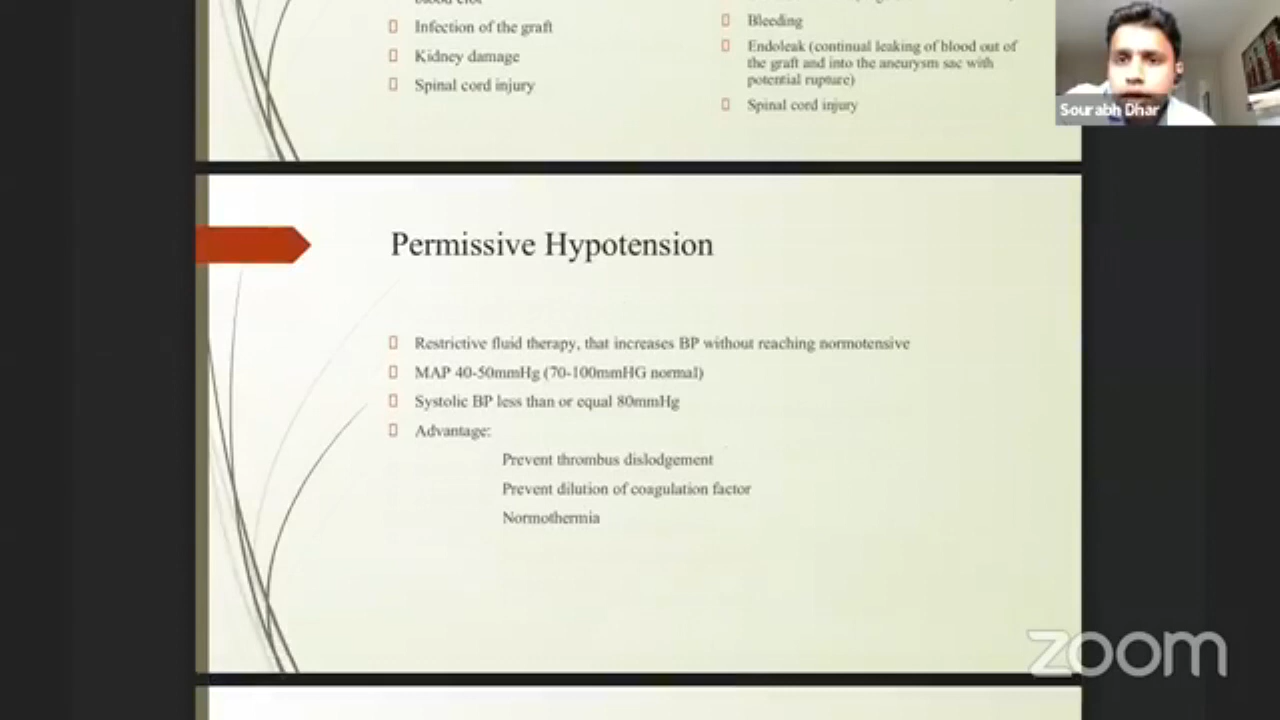 Infection of the graft
Kidney damage
Spinal cord injury
Bleeding
Endoleak (continual leaking of blood out of
the graft and into the aneurysm sac with
potential rupture)
Spinal cord injury
Sourabh Dhar
Permissive Hypotension
Restrictive fluid therapy, that increases BP without reaching normotensive
MAP 40-50mmHg (70-100mmHG normal)
Systolic BP less than or equal 80mmHg
Advantage:
Prevent thrombus dislodgement
Prevent dilution of coagulation factor
Normothermia
zoom